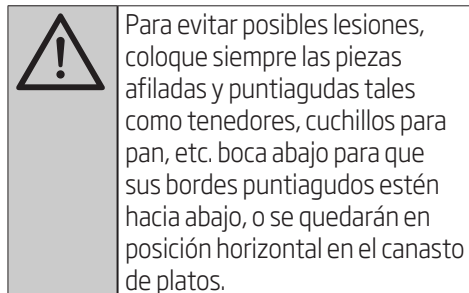 Para evitar posibles lesiones,
coloque siempre las piezas
afiladas y puntiagudas tales
como tenedores, cuchillos para
pan, etc. boca abajo para que
sus bordes puntiagudos estén
hacia abajo, o se quedarán en
posición horizontal en el canasto
de platos.